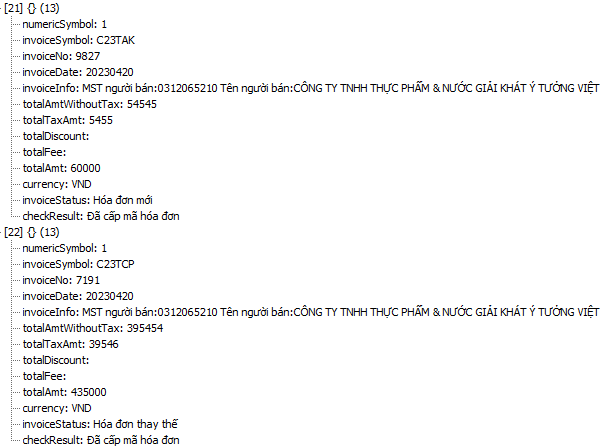 [21] {} (13)
numericSymbol: 1
invoiceSymbol: C23TAK
invoiceNo: 9827
invoiceDate: 20230420
invoiceInfo: MST người bán:0312065210 Tên người bán:CÔNG TY TNHH THỰC PHẨM & NƯỚC GIẢI KHÁT Ý TƯỞNG VIỆT
totalAmtWithoutTax: 54545
totalTaxAmt: 5455
totalDiscount:
totalFee:
totalAmt: 60000
currency: VND
invoiceStatus: Hóa đơn mới
checkResult: Đã cấp mã hóa đơn
[22] {} (13)
numericSymbol: 1
invoiceSymbol: C23TCP
invoiceNo: 7191
invoiceDate: 20230420
invoiceInfo: MST người bán:0312065210 Tên người bán:CÔNG TY TNHH THỰC PHẨM & NƯỚC GIẢI KHÁT Ý TƯỞNG VIỆT
totalAmtWithoutTax: 395454
totalTaxAmt: 39546
totalDiscount:
totalFee:
totalAmt: 435000
currency: VND
invoiceStatus: Hóa đơn thay thế
checkResult: Đã cấp mã hóa đơn